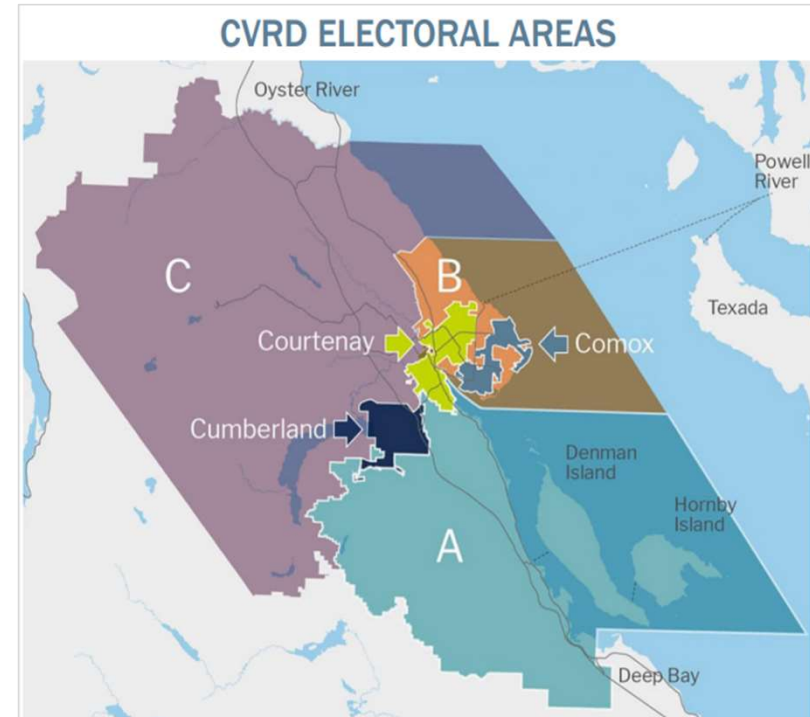 CVRD ELECTORAL AREAS
Oyster River
Powell
River
C
B
Texada
Courtenay
Comox
Cumberland
Denman
Island
Hornby
Island
A
Deep Bay